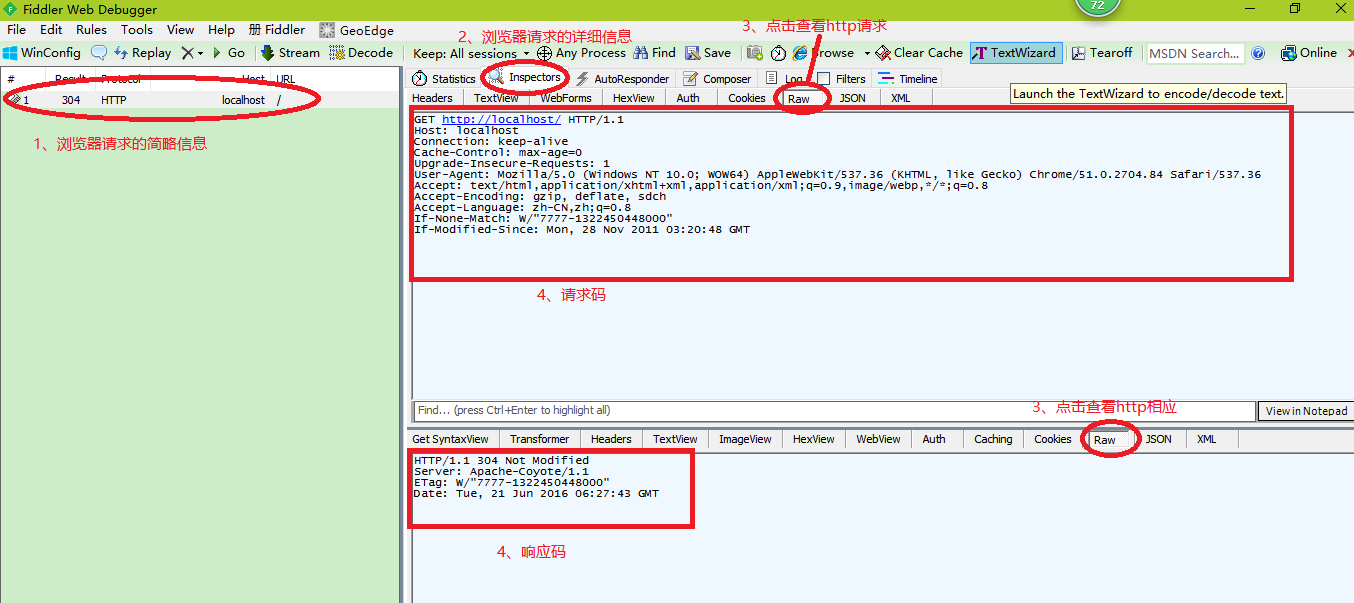 Fiddler Web Debugger
72
File Edit Rules Tools View Help 册 Fiddler GeoEdge
3、点击查看http请求
2、浏览器请求的详细信息
WinConfig Replay Go Stream Decode Keep: All sessions Any Process Find Save Browse Clear Cache TextWizard Tearoff MSDN Search... Online
# Result Protocol Host URL
Statistics Inspectors AutoResponder Composer Log Filters Timeline
1 304 HTTP localhost /
Headers TextView WebForms HexView Auth Cookies Raw JSON XML
Launch the TextWizard to encode/decode text.
1、浏览器请求的简略信息
GET http://localhost/ HTTP/1.1
Host: localhost
Connection: keep-alive
Cache-Control: max-age=0
Upgrade-Insecure-Requests: 1
User-Agent: Mozilla/5.0 (Windows NT 10.0; WOW64) AppleWebKit/537.36 (KHTML, like Gecko) Chrome/51.0.2704.84 Safari/537.36
Accept: text/html,application/xhtml+xml,application/xml;q=0.9,image/webp,*/*;q=0.8
Accept-Encoding: gzip, deflate, sdch
Accept-Language: zh-CN,zh;q=0.8
If-None-Match: W/"7777-1322450448000"
If-Modified-Since: Mon, 28 Nov 2011 03:20:48 GMT
4、请求码
Find... (press Ctrl+Enter to highlight all)
View in Notepad
3、点击查看http相应
Get SyntaxView Transformer Headers TextView ImageView HexView WebView Auth Caching Cookies Raw JSON XML
HTTP/1.1 304 Not Modified
Server: Apache-Coyote/1.1
ETag: W/"7777-1322450448000"
Date: Tue, 21 Jun 2016 06:27:43 GMT
4、响应码